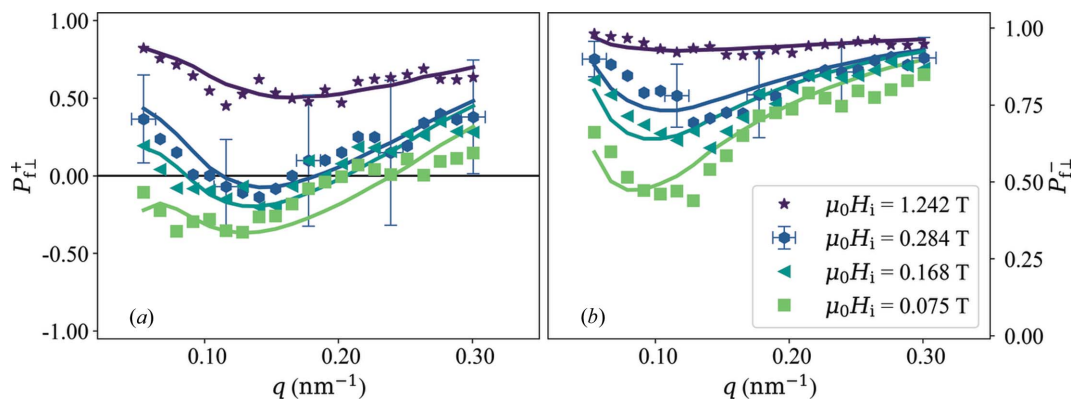 1.00
0.50
0.00
-0.50
-1.00
P⁺f⊥
(a)
0.10
0.20
0.30
q (nm⁻¹)
(b)
μ₀Hᵢ = 1.242 T
μ₀Hᵢ = 0.284 T
μ₀Hᵢ = 0.168 T
μ₀Hᵢ = 0.075 T
0.10
0.20
0.30
q (nm⁻¹)
1.00
0.75
0.50
0.25
0.00
P⁻f⊥